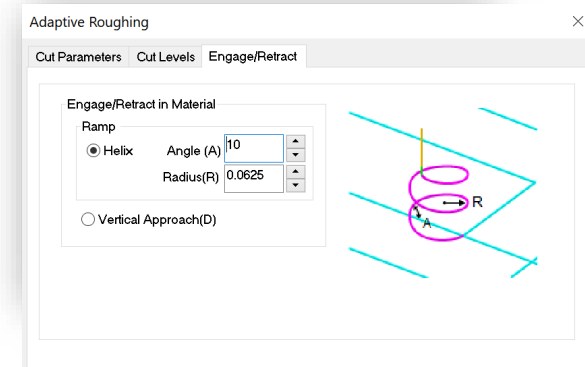 Adaptive Roughing
Cut Parameters Cut Levels Engage/Retract
Engage/Retract in Material
Ramp
Helix Angle (A) 10
Radius(R) 0.0625
R
A
Vertical Approach(D)